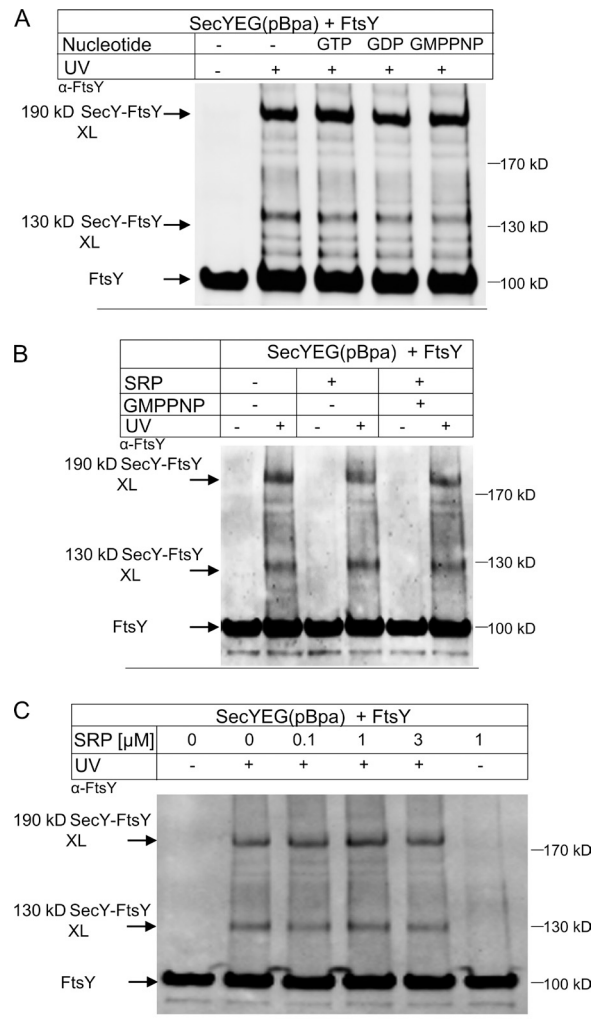 A
SecYEG(pBpa) + FtsY
Nucleotide - - GTP GDP GMPPNP
UV - + + + +
α-FtsY
190 kD SecY-FtsY
XL
170 kD
130 kD SecY-FtsY
XL
130 kD
FtsY
100 kD
B
SecYEG(pBpa) + FtsY
SRP - + +
GMPPNP - - +
UV - + - + - +
α-FtsY
190 kD SecY-FtsY
XL
170 kD
130 kD SecY-FtsY
XL
130 kD
FtsY
100 kD
C
SecYEG(pBpa) + FtsY
SRP [µM] 0 0 0.1 1 3 1
UV - + + + + -
α-FtsY
190 kD SecY-FtsY
XL
170 kD
130 kD SecY-FtsY
XL
130 kD
FtsY
100 kD